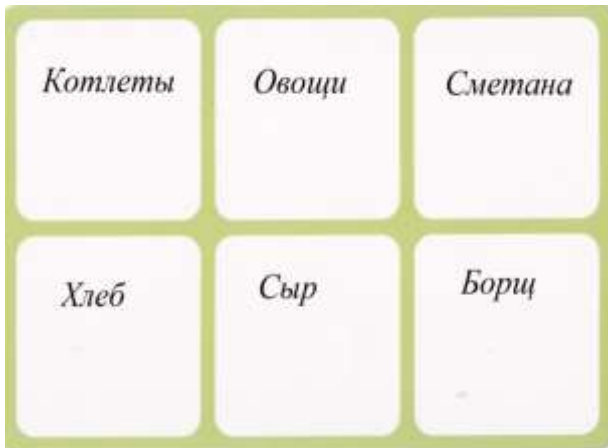 Котлеты
Овощи
Сметана
Хлеб
Сыр
Борщ